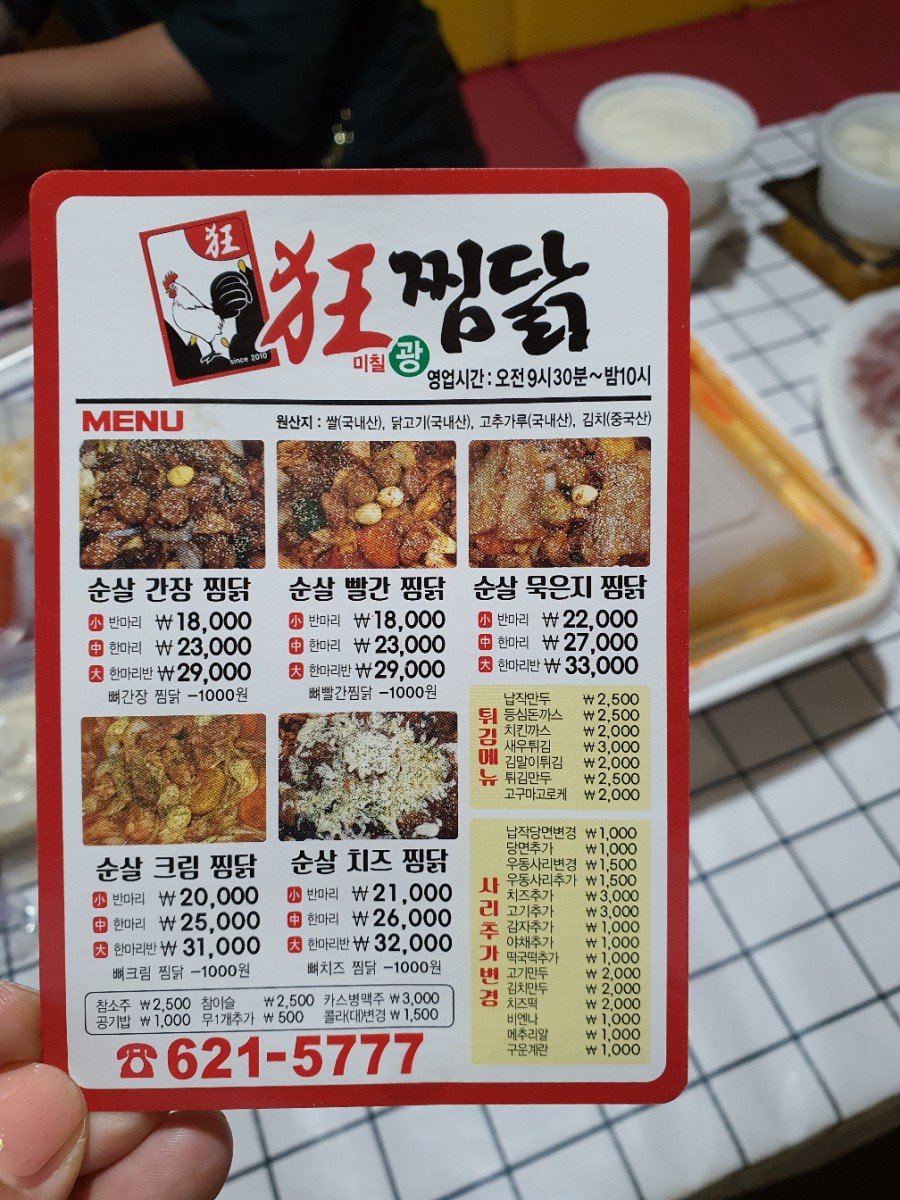 狂
since 2010
狂 찜닭
미칠 광
영업시간 : 오전9시30분~밤10시
MENU
원산지 : 쌀(국내산), 닭고기(국내산), 고추가루(국내산), 김치(중국산)
순살 간장 찜닭
小 반마리 ₩18,000
中 한마리 ₩23,000
大 한마리반 ₩29,000
뼈간장 찜닭 -1000원
순살 빨간 찜닭
小 반마리 ₩18,000
中 한마리 ₩23,000
大 한마리반 ₩29,000
뼈빨간찜닭 -1000원
순살 묵은지 찜닭
小 반마리 ₩22,000
中 한마리 ₩27,000
大 한마리반 ₩33,000
순살 크림 찜닭
小 반마리 ₩20,000
中 한마리 ₩25,000
大 한마리반 ₩31,000
뼈크림 찜닭 -1000원
순살 치즈 찜닭
小 반마리 ₩21,000
中 한마리 ₩26,000
大 한마리반 ₩32,000
뼈치즈 찜닭 -1000원
튀김메뉴
납작만두 ₩2,500
등심돈까스 ₩2,500
치킨까스 ₩2,000
새우튀김 ₩3,000
김말이튀김 ₩2,000
튀김만두 ₩2,500
고구마고로케 ₩2,000
사리추가변경
납작당면변경 ₩1,000
당면추가 ₩1,000
우동사리변경 ₩1,500
우동사리추가 ₩1,500
치즈추가 ₩3,000
고기추가 ₩3,000
감자추가 ₩1,000
야채추가 ₩1,000
떡국떡추가 ₩1,000
고기만두 ₩2,000
김치만두 ₩2,000
치즈떡 ₩2,000
비엔나 ₩1,000
메추리알 ₩1,000
구운계란 ₩1,000
참소주 ₩2,500 참이슬 ₩2,500 카스병맥주 ₩3,000
공기밥 ₩1,000 무1개추가 ₩500 콜라(대)변경 ₩1,500
☎621-5777